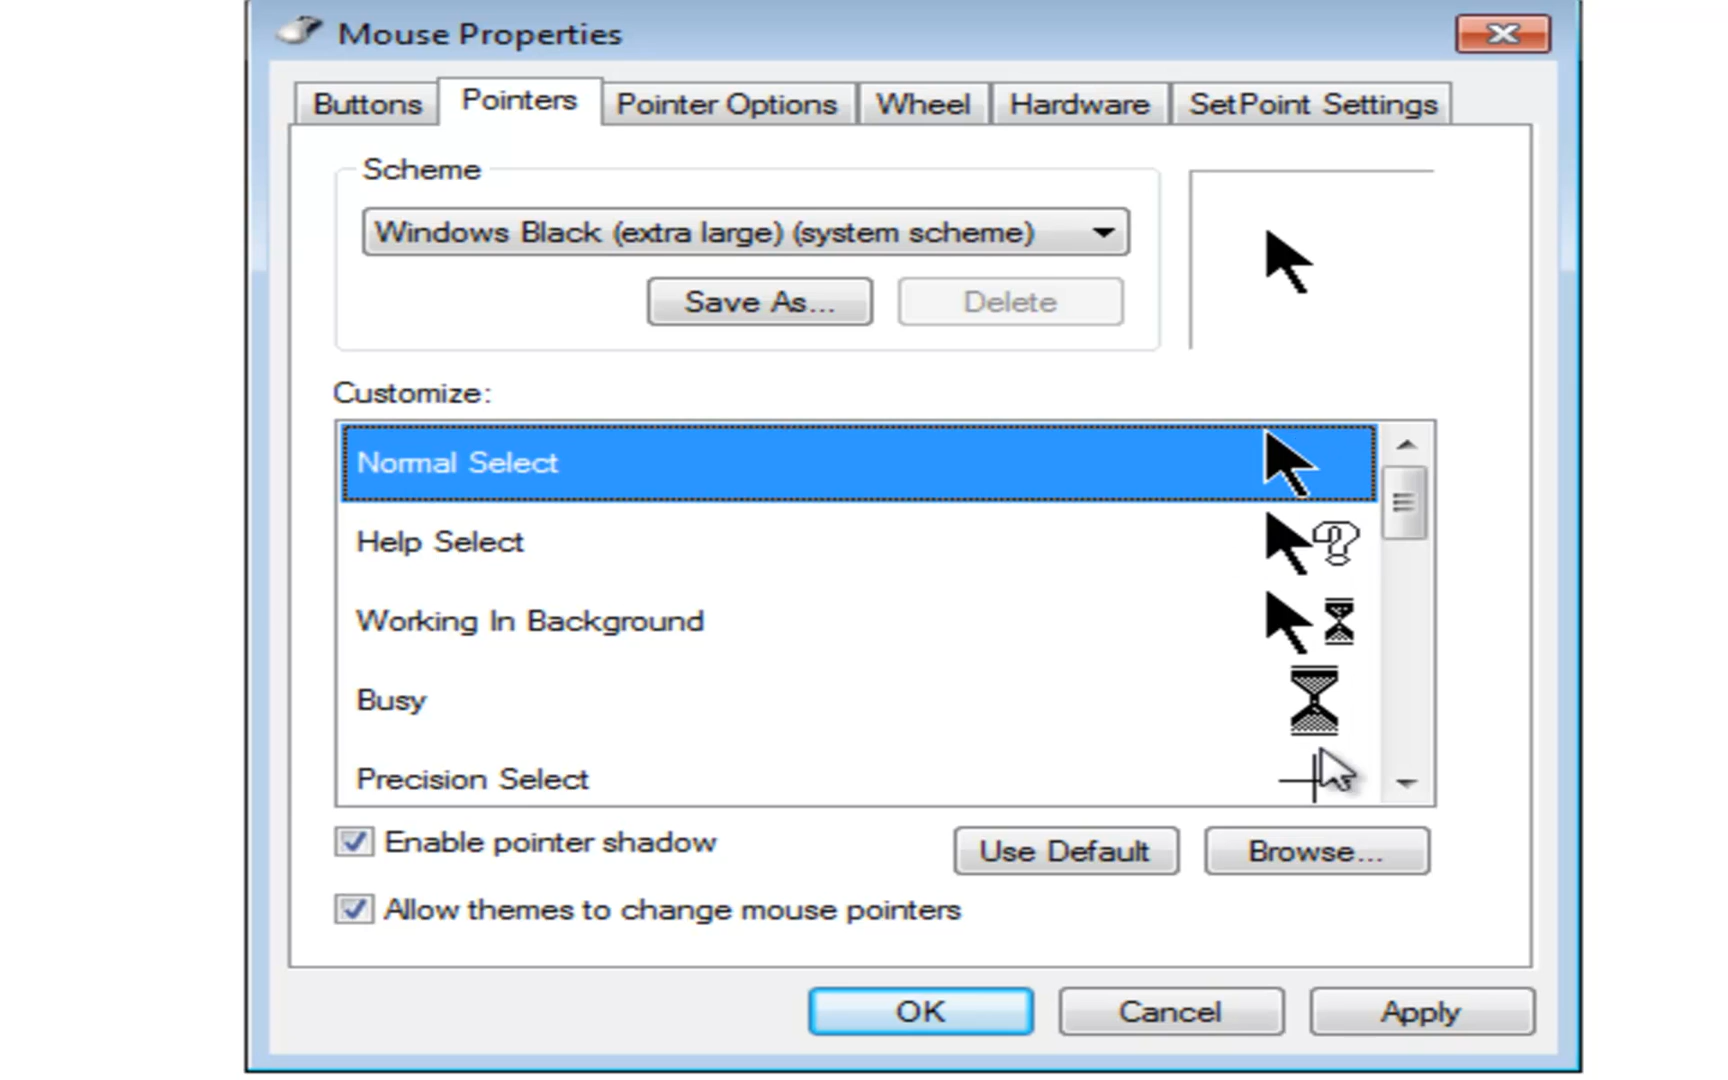 Mouse Properties
Buttons Pointers Pointer Options Wheel Hardware SetPoint Settings
Scheme
Windows Black (extra large) (system scheme)
Save As... Delete
Customize:
Normal Select
Help Select
Working In Background
Busy
Precision Select
Enable pointer shadow
Use Default Browse...
Allow themes to change mouse pointers
OK Cancel Apply